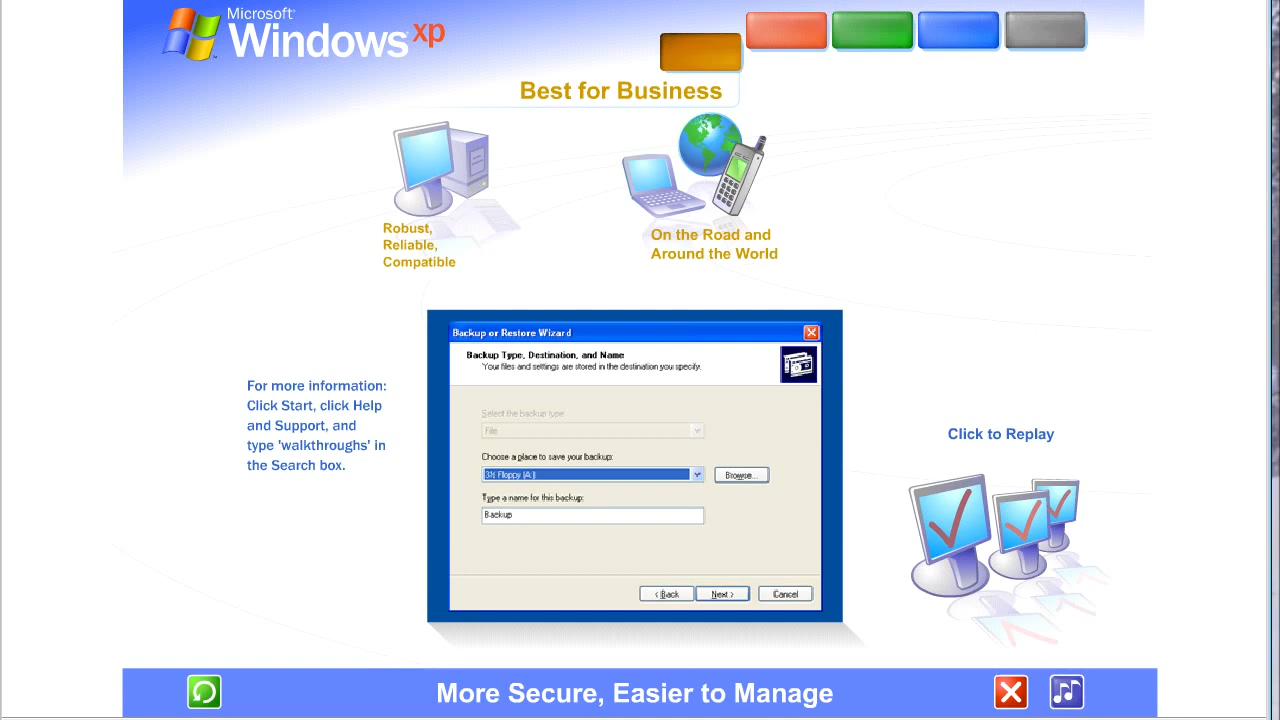 Microsoft®
Windows xp
Best for Business
Robust,
Reliable,
Compatible
On the Road and
Around the World
Backup or Restore Wizard
Backup Type, Destination, and Name
Your files and settings are stored in the destination you specify.
Select the backup type:
File
Choose a place to save your backup:
3½ Floppy (A:)
Browse...
Type a name for this backup:
Backup
< Back
Next >
Cancel
For more information:
Click Start, click Help
and Support, and
type 'walkthroughs' in
the Search box.
Click to Replay
More Secure, Easier to Manage